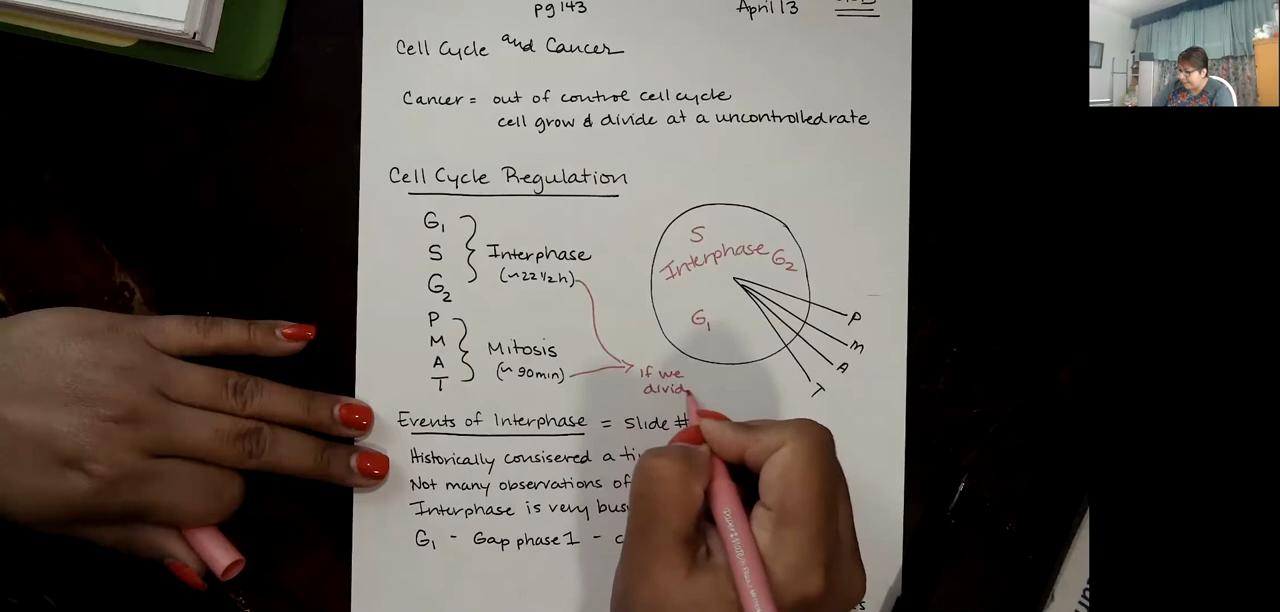 pg 143 April 13
Cell Cycle and Cancer
Cancer = out of control cell cycle
cell grow & divide at a uncontrolled rate
Cell Cycle Regulation
G1
S
G2
Interphase
(~22 1/2 h)
P
M
A
T
Mitosis
(~90min)
S
Interphase G2
G1
P
M
A
T
If we
divid
Events of Interphase = Slide #
Historically consisered a ti
Not many observations of
Interphase is very bus
G1 - Gap phase 1 - c